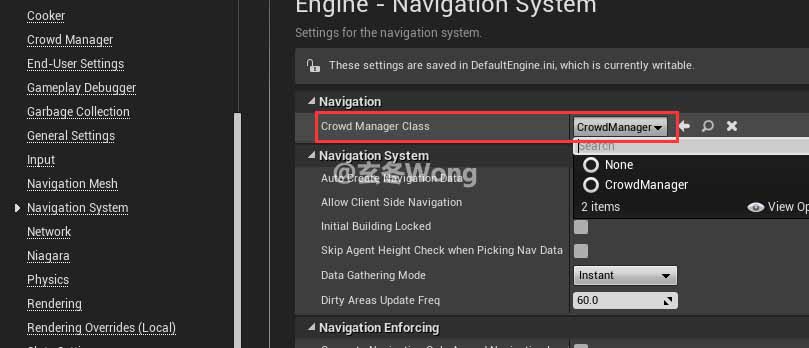 Engine - Navigation System
Settings for the navigation system.
These settings are saved in DefaultEngine.ini, which is currently writable.
Cooker
Crowd Manager
End-User Settings
Gameplay Debugger
Garbage Collection
General Settings
Input
Navigation Mesh
Navigation System
Network
Niagara
Physics
Rendering
Rendering Overrides (Local)
Navigation
Crowd Manager Class
CrowdManager
Search
None
CrowdManager
2 items
View Op
Navigation System
Auto Create Navigation Data
Allow Client Side Navigation
Initial Building Locked
Skip Agent Height Check when Picking Nav Data
Data Gathering Mode
Instant
Dirty Areas Update Freq
60.0
Navigation Enforcing
@玄冬Wong